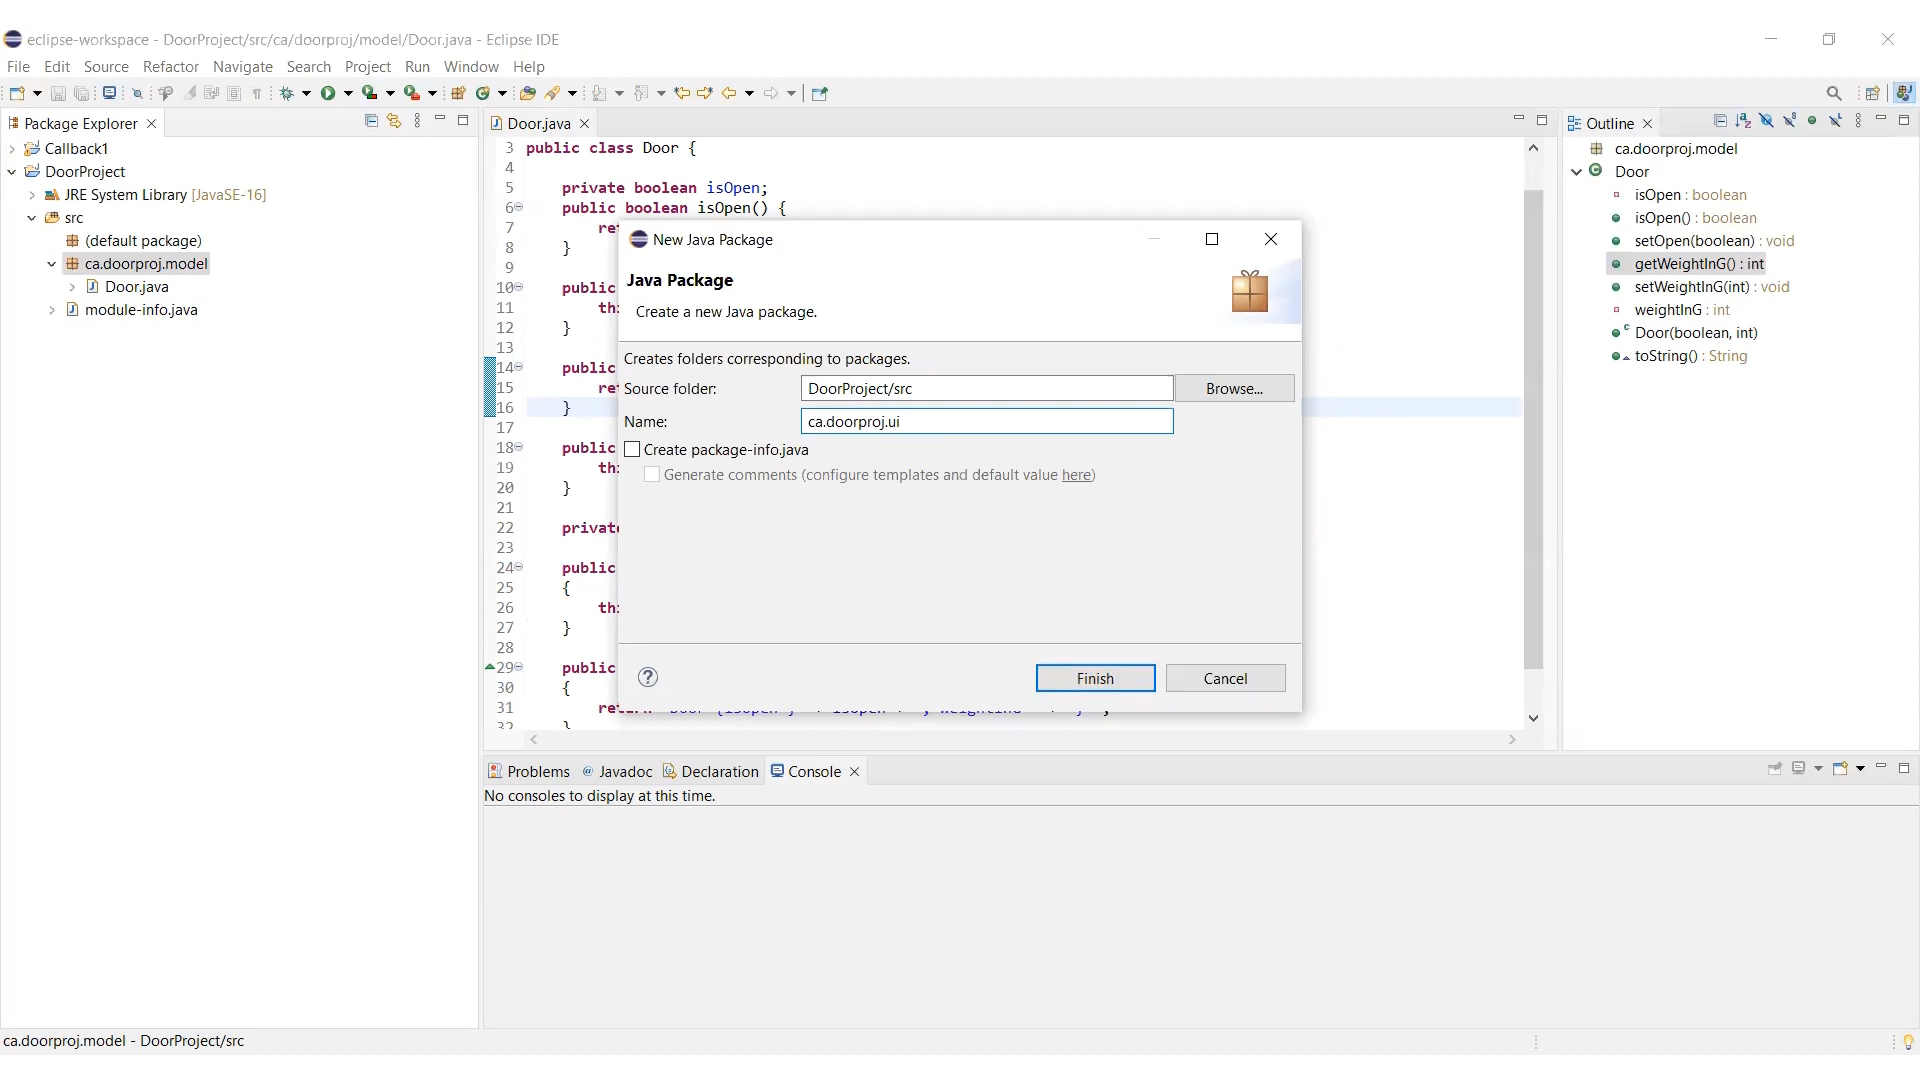 eclipse-workspace - DoorProject/src/ca/doorproj/model/Door.java - Eclipse IDE
File Edit Source Refactor Navigate Search Project Run Window Help
Package Explorer
Callback1
DoorProject
JRE System Library [JavaSE-16]
src
(default package)
ca.doorproj.model
Door.java
module-info.java
Door.java
3 public class Door {
4
5 private boolean isOpen;
6 public boolean isOpen() {
7 ret
8 }
9
10 public
11 thi
12 }
13
14 public
15 ret
16 }
17
18 public
19 thi
20 }
21
22 private
23
24 public
25 {
26 thi
27 }
28
29 public
30 {
31
32
New Java Package
Java Package
Create a new Java package.
Creates folders corresponding to packages.
Source folder: DoorProject/src Browse...
Name: ca.doorproj.ui
Create package-info.java
Generate comments (configure templates and default value here)
Finish Cancel
Outline
ca.doorproj.model
Door
isOpen : boolean
isOpen() : boolean
setOpen(boolean) : void
getWeightInG() : int
setWeightInG(int) : void
weightInG : int
Door(boolean, int)
toString() : String
Problems Javadoc Declaration Console
No consoles to display at this time.
ca.doorproj.model - DoorProject/src